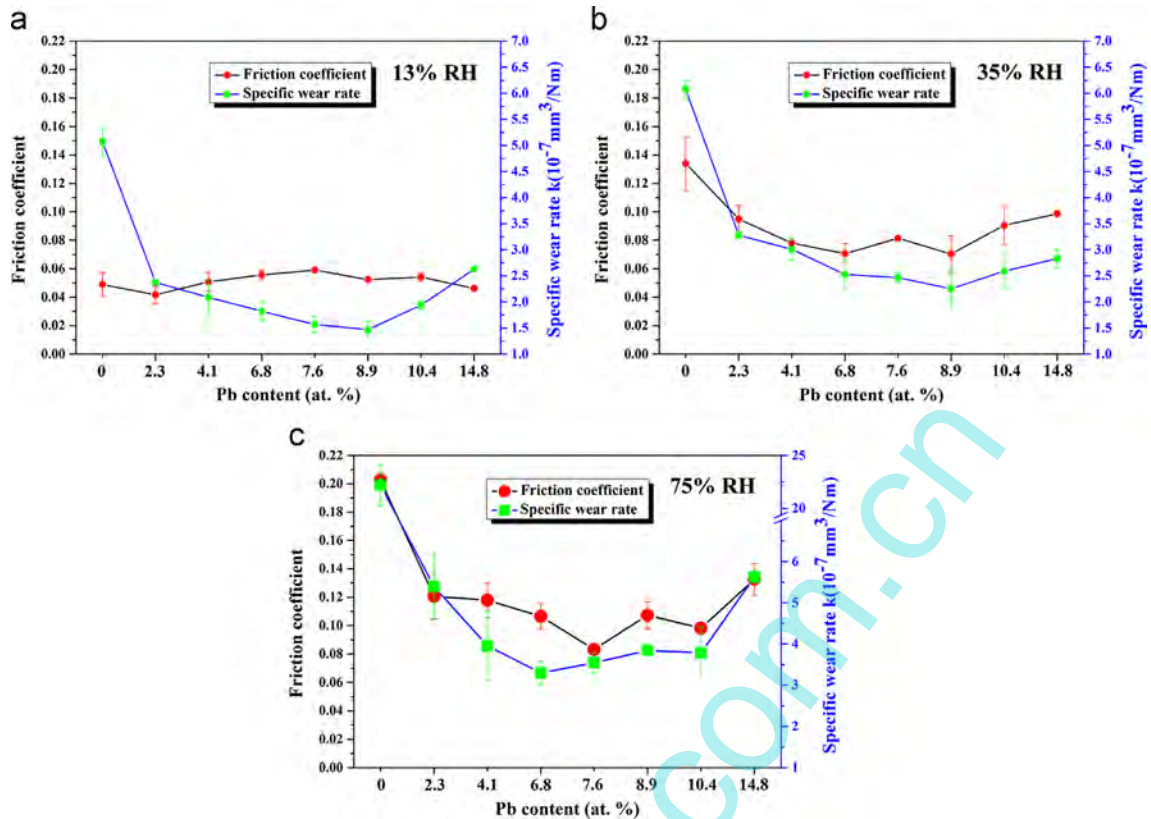 a
0.22
0.20
0.18
0.16
0.14
0.12
0.10
0.08
0.06
0.04
0.02
0.00
Friction coefficient
Friction coefficient
Specific wear rate
13% RH
7.0
6.5
6.0
5.5
5.0
4.5
4.0
3.5
3.0
2.5
2.0
1.5
1.0
Specific wear rate k(10⁻⁷mm³/Nm)
0 2.3 4.1 6.8 7.6 8.9 10.4 14.8
Pb content (at. %)
b
0.22
0.20
0.18
0.16
0.14
0.12
0.10
0.08
0.06
0.04
0.02
0.00
Friction coefficient
Friction coefficient
Specific wear rate
35% RH
7.0
6.5
6.0
5.5
5.0
4.5
4.0
3.5
3.0
2.5
2.0
1.5
1.0
Specific wear rate k(10⁻⁷mm³/Nm)
0 2.3 4.1 6.8 7.6 8.9 10.4 14.8
Pb content (at. %)
c
0.22
0.20
0.18
0.16
0.14
0.12
0.10
0.08
0.06
0.04
0.02
0.00
Friction coefficient
Friction coefficient
Specific wear rate
75% RH
25
20
6
5
4
3
2
1
Specific wear rate k(10⁻⁷mm³/Nm)
0 2.3 4.1 6.8 7.6 8.9 10.4 14.8
Pb content (at. %)
.com.cn